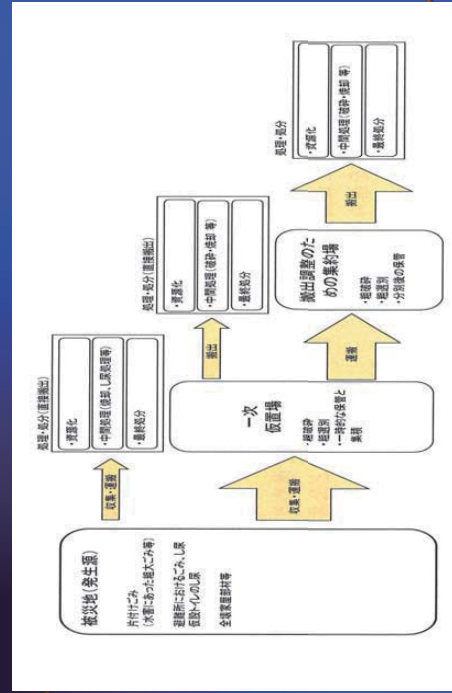 被災地(発生源)
片付けごみ
(水害にあった粗大ごみ等)
避難所におけるごみ、し尿
仮設トイレのし尿
全壊家屋部材等
収集・運搬
処理・処分(直接搬出)
・資源化
・中間処理(焼却、し尿処理等)
・最終処分
収集・運搬
一次
仮置場
・粗破砕
・粗選別
・一時的な保管と
集積
搬出
処理・処分(直接搬出)
・資源化
・中間処理(破砕・焼却 等)
・最終処分
運搬
搬出調整のた
めの集約場
・粗破砕
・粗選別
・分別後の保管
搬出
処理・処分
・資源化
・中間処理(破砕・焼却 等)
・最終処分